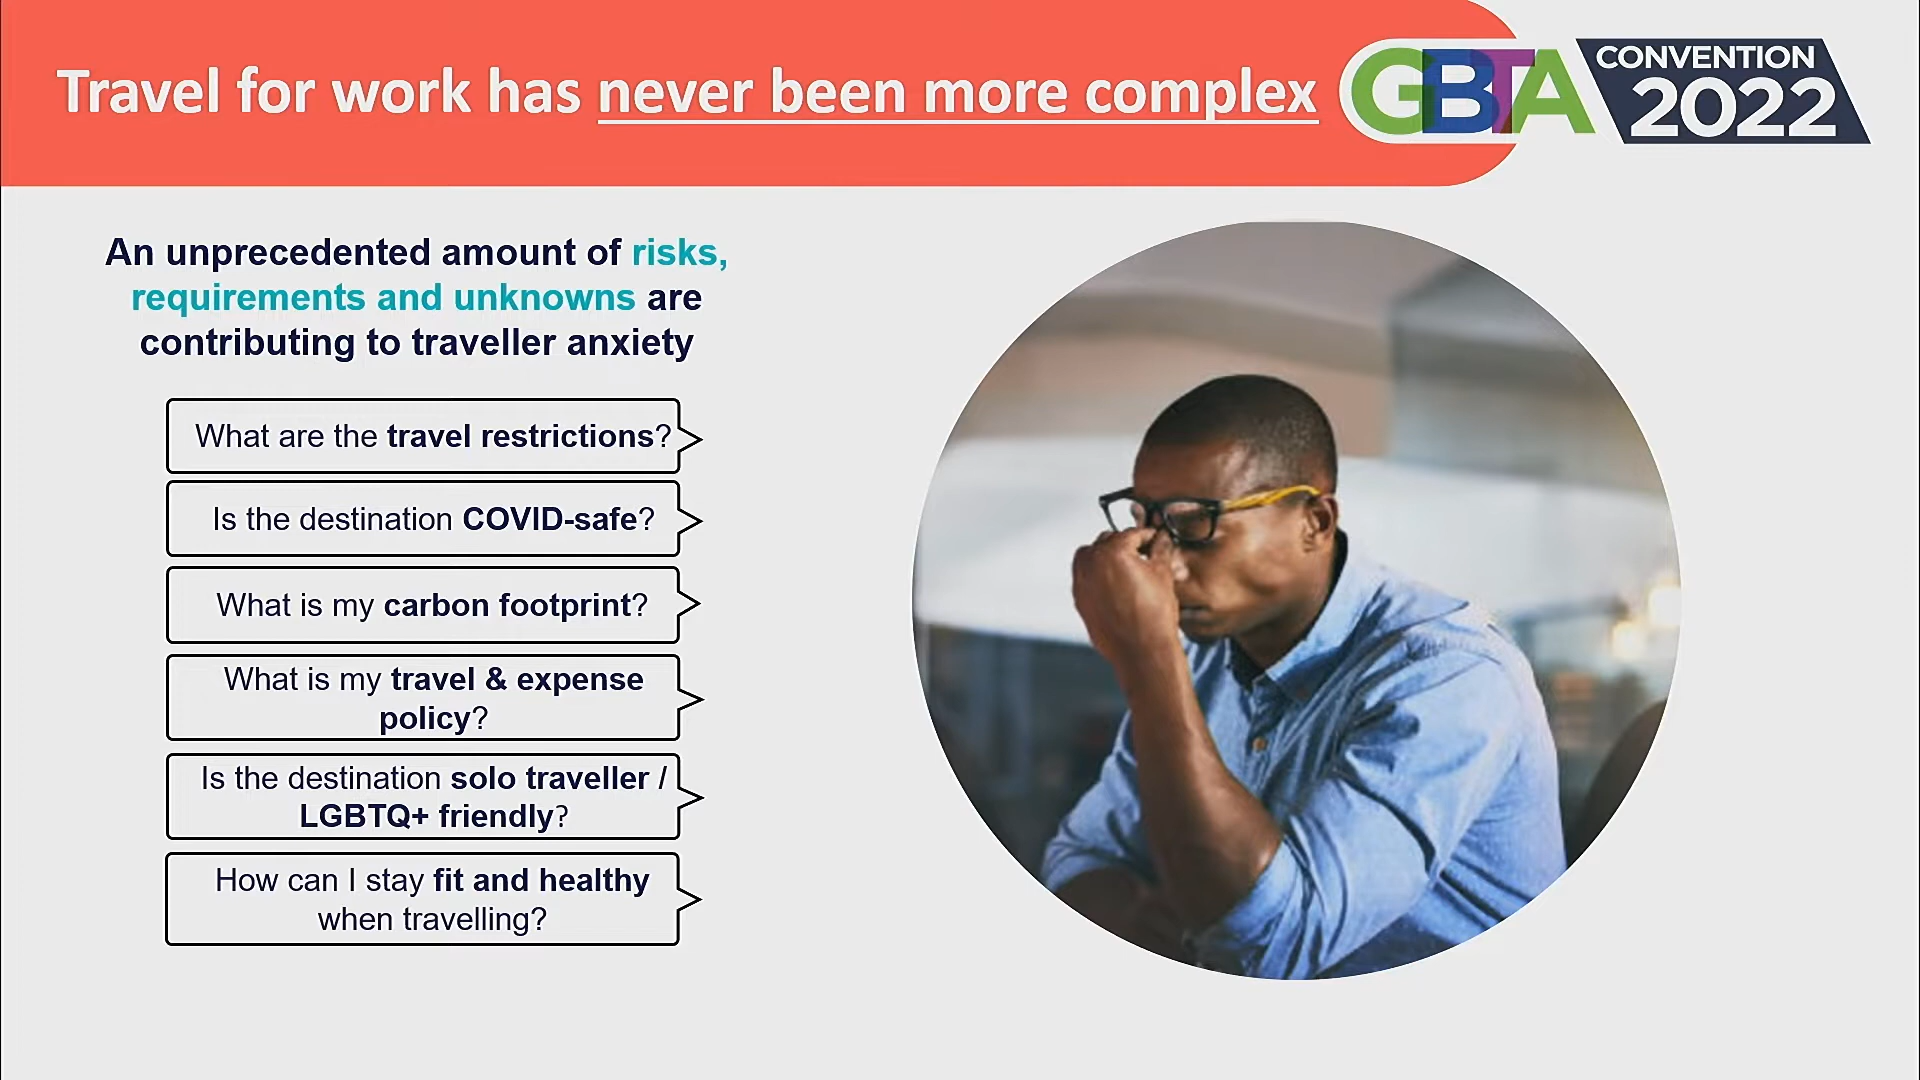 Travel for work has never been more complex
GBTA
CONVENTION
2022
An unprecedented amount of risks,
requirements and unknowns are
contributing to traveller anxiety
What are the travel restrictions?
Is the destination COVID-safe?
What is my carbon footprint?
What is my travel & expense
policy?
Is the destination solo traveller /
LGBTQ+ friendly?
How can I stay fit and healthy
when travelling?